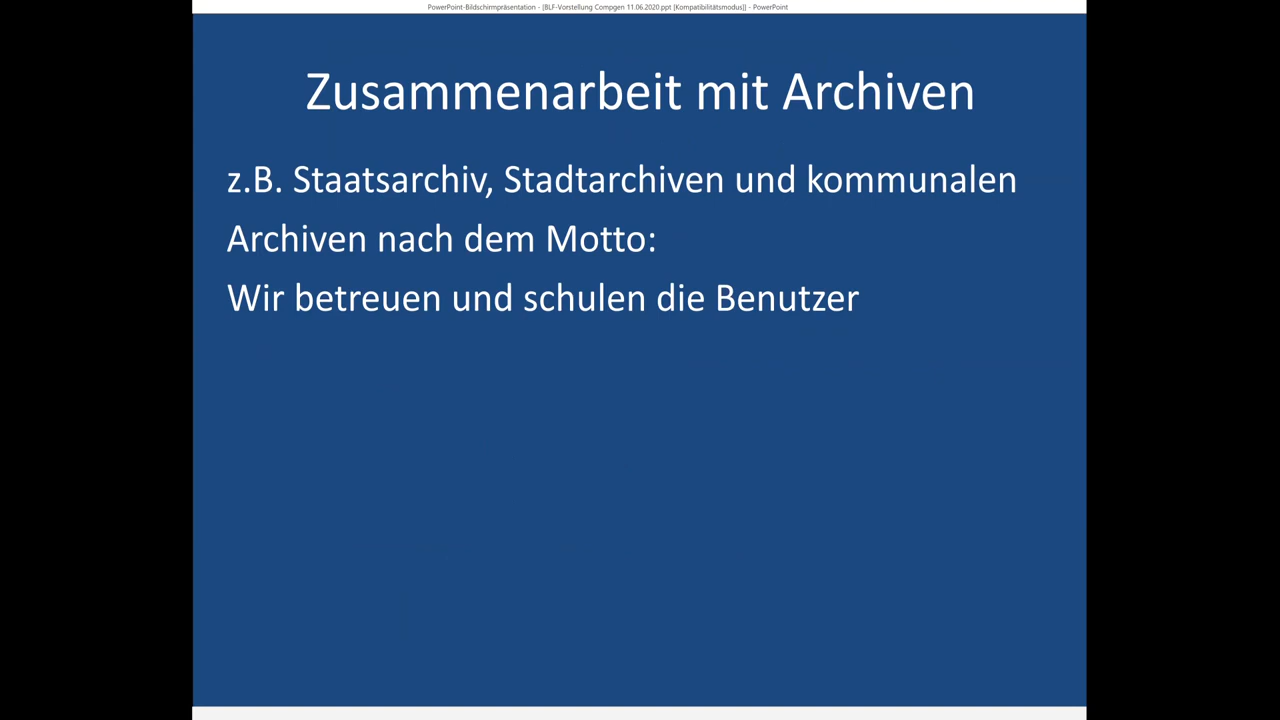 PowerPoint-Bildschirmpräsentation - [BLF-Vorstellung Compgen 11.06.2020.ppt [Kompatibilitätsmodus]] - PowerPoint
Zusammenarbeit mit Archiven
z.B. Staatsarchiv, Stadtarchiven und kommunalen
Archiven nach dem Motto:
Wir betreuen und schulen die Benutzer